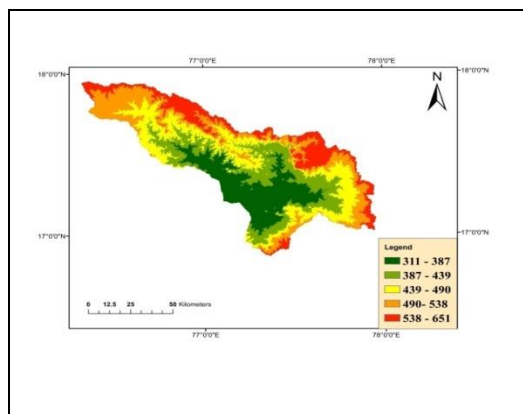 77°0'0"E 78°0'0"E
18°0'0"N 18°0'0"N
N
17°0'0"N 17°0'0"N
Legend
311 - 387
387 - 439
439 - 490
490- 538
538 - 651
0 12.5 25 50 Kilometers
77°0'0"E 78°0'0"E